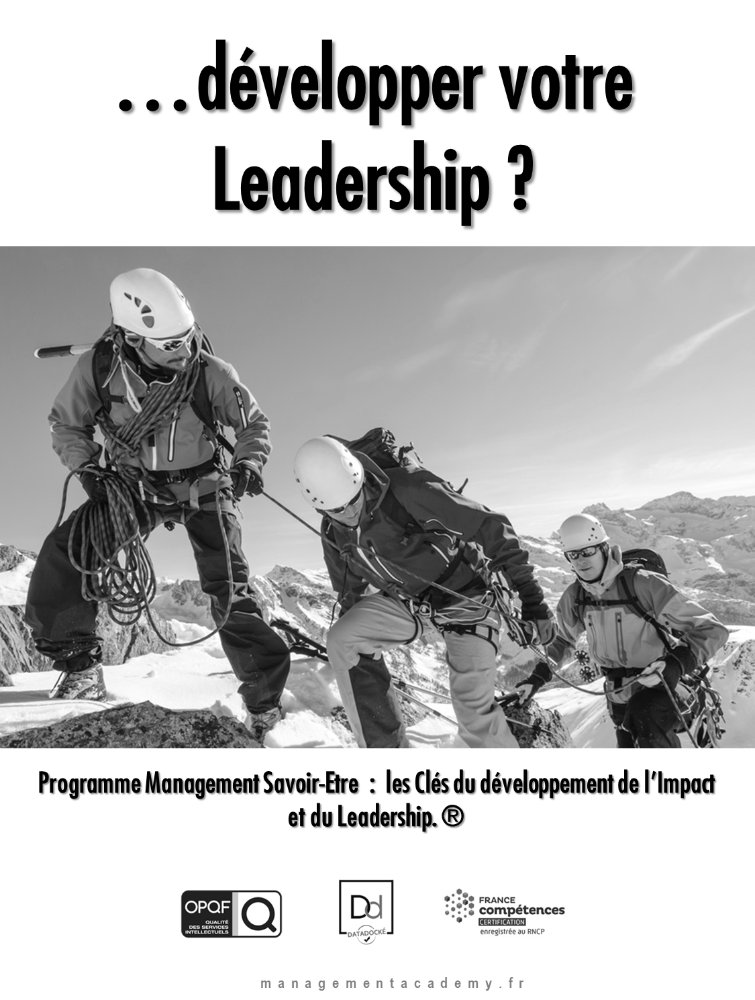 …développer votre
Leadership ?
Programme Management Savoir-Etre : les Clés du développement de l’Impact
et du Leadership. ®
OPQF
QUALITÉ
DES SERVICES
INTELLECTUELS
Dd
DATADOCKÉ
FRANCE
compétences
CERTIFICATION
enregistrée au RNCP
managementacademy.fr